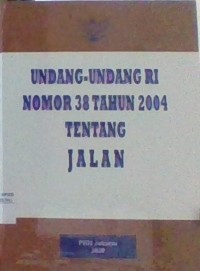 UNDANG-UNDANG RI
NOMOR 38 TAHUN 2004
TENTANG
JALAN